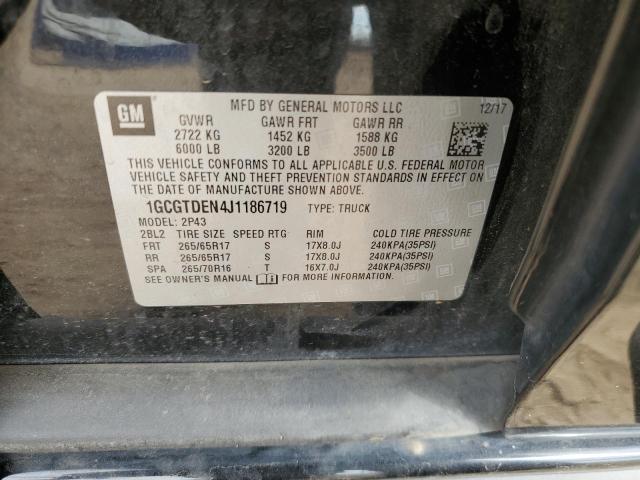 GM
MFD BY GENERAL MOTORS LLC 12/17
GVWR GAWR FRT GAWR RR
2722 KG 1452 KG 1588 KG
6000 LB 3200 LB 3500 LB
THIS VEHICLE CONFORMS TO ALL APPLICABLE U.S. FEDERAL MOTOR
VEHICLE SAFETY AND THEFT PREVENTION STANDARDS IN EFFECT ON
THE DATE OF MANUFACTURE SHOWN ABOVE.
1GCGTDEN4J1186719 TYPE: TRUCK
MODEL: 2P43
2BL2 TIRE SIZE SPEED RTG RIM COLD TIRE PRESSURE
FRT 265/65R17 S 17X8.0J 240KPA(35PSI)
RR 265/65R17 S 17X8.0J 240KPA(35PSI)
SPA 265/70R16 T 16X7.0J 240KPA(35PSI)
SEE OWNER'S MANUAL FOR MORE INFORMATION